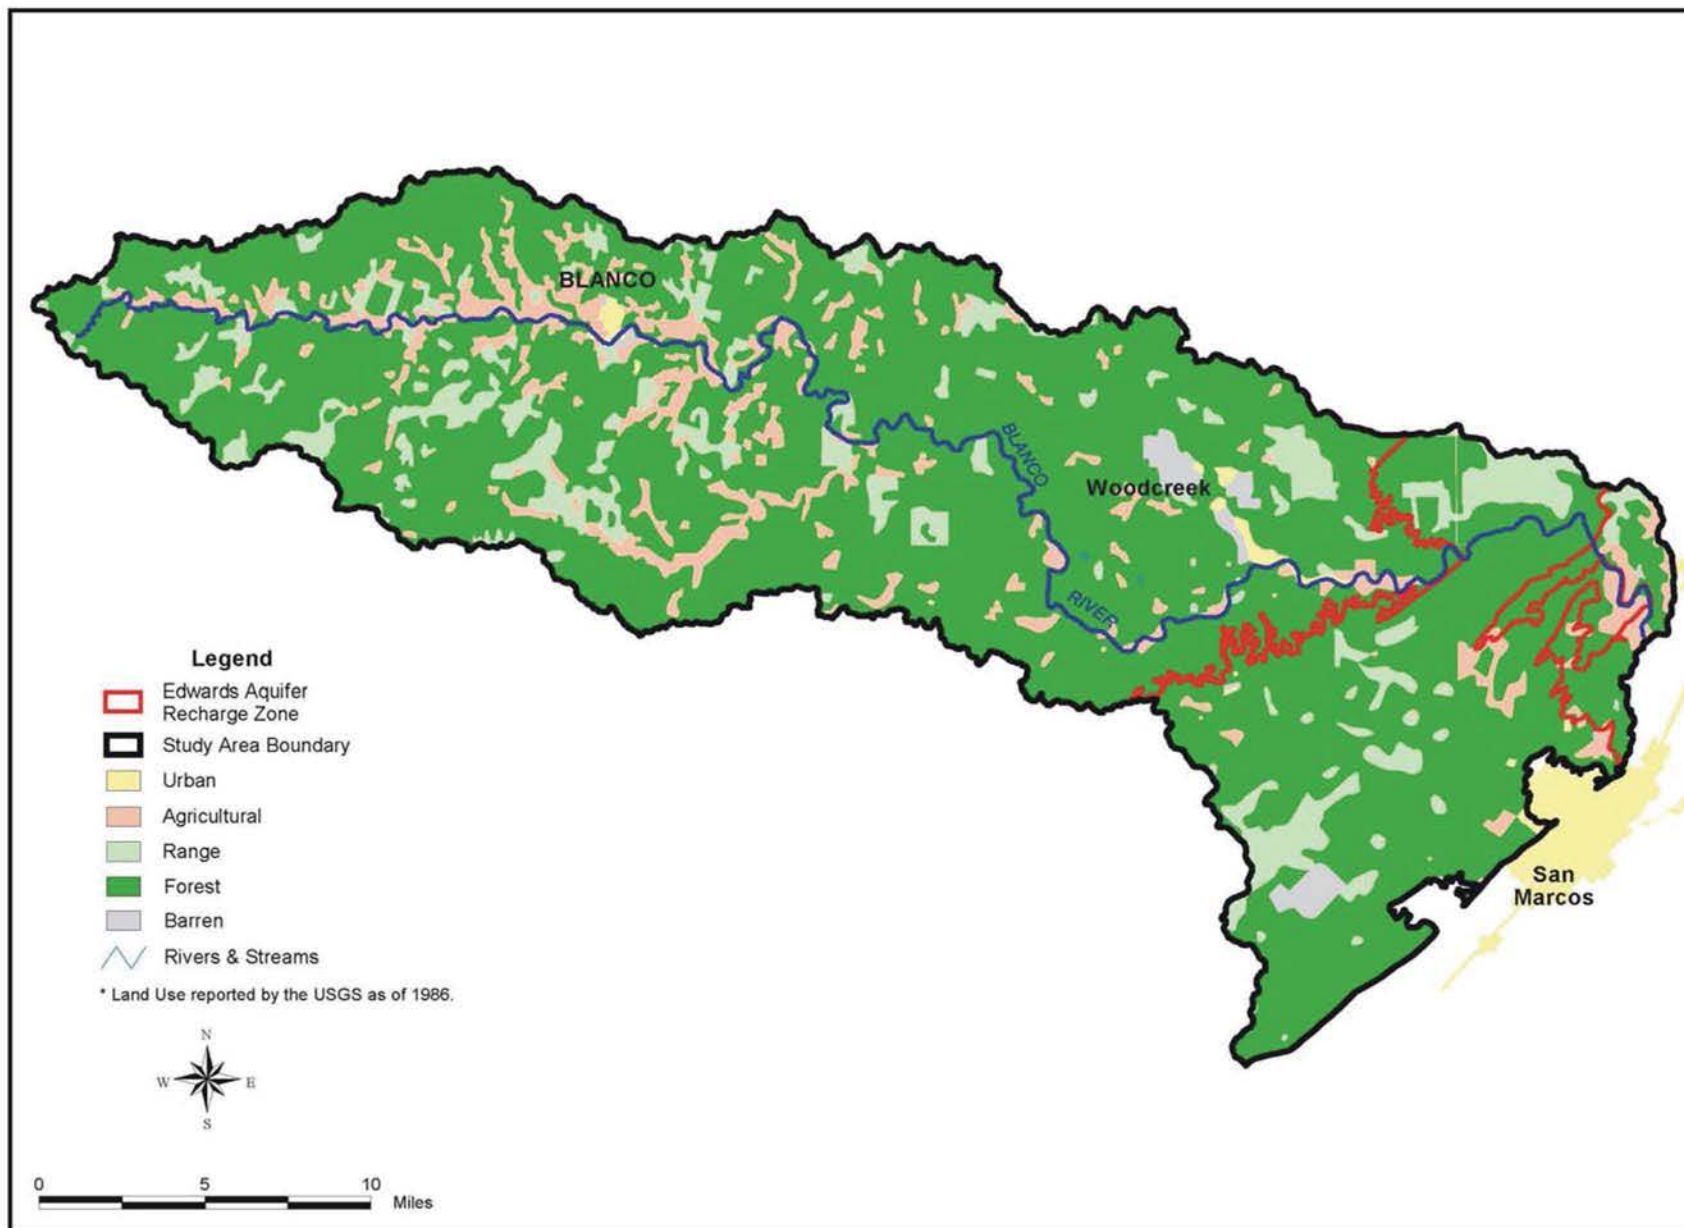 BLANCO
BLANCO
RIVER
Woodcreek
San
Marcos
Legend
Edwards Aquifer
Recharge Zone
Study Area Boundary
Urban
Agricultural
Range
Forest
Barren
Rivers & Streams
* Land Use reported by the USGS as of 1986.
N
W E
S
0 5 10
Miles